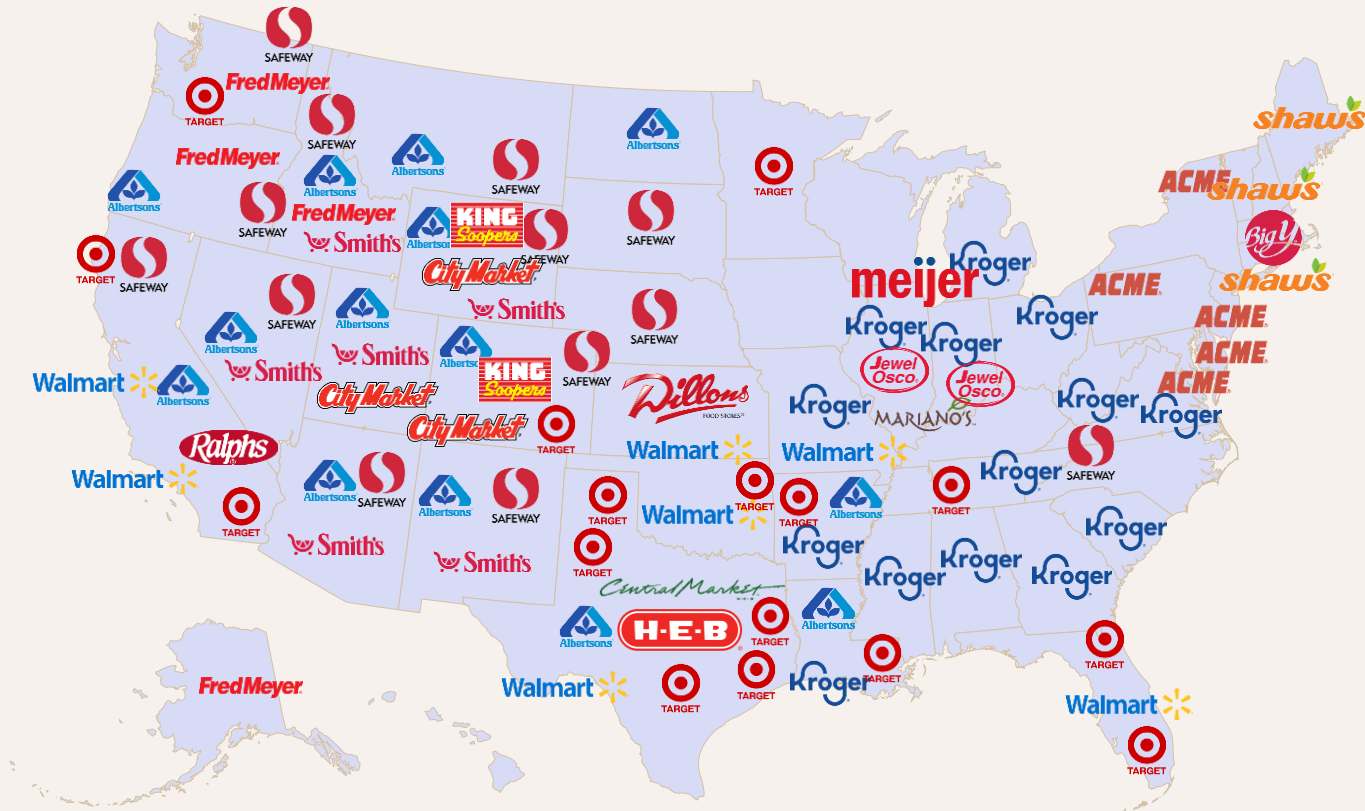 SAFEWAY
FredMeyer
TARGET
SAFEWAY
Albertsons
SAFEWAY
Albertsons
TARGET
shaws
FredMeyer
Albertsons
Albertsons
SAFEWAY
FredMeyer
Smith's
Albertson
KING
Soopers
SAFEWAY
SAFEWAY
ACME
shaws
Big Y
shaws
TARGET
SAFEWAY
City Market
Smith's
meijer
Kroger
ACME
SAFEWAY
Albertsons
SAFEWAY
Kroger
Kroger
Kroger
ACME
Albertsons
Smith's
Smith's
Albertso
SAFEWAY
Jewel
Osco
Jewel
Osco
ACME
Walmart
Albertsons
City Market
KING
Soopers
Dillons
FOOD STORES
Kroger
MARIANO'S
Kroger
ACME
Kroger
City Market
TARGET
Ralphs
Walmart
Walmart
SAFEWAY
Walmart
TARGET
Albertsons
SAFEWAY
Albertsons
SAFEWAY
TARGET
TARGET
TARGET
Albertsons
TARGET
Kroger
Walmart
Kroger
Smith's
Smith's
TARGET
Kroger
Kroger
Kroger
Kroger
Central Market
Albertsons
H-E-B
TARGET
Albertsons
TARGET
TARGET
FredMeyer
Walmart
TARGET
TARGET
Kroger
Walmart
TARGET